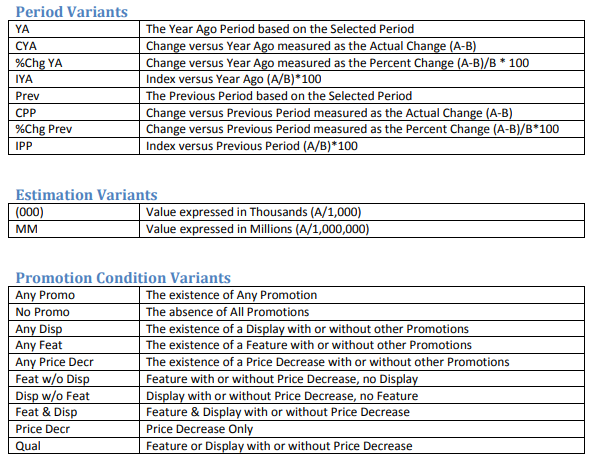 Period Variants
YA The Year Ago Period based on the Selected Period
CYA Change versus Year Ago measured as the Actual Change (A-B)
%Chg YA Change versus Year Ago measured as the Percent Change (A-B)/B * 100
IYA Index versus Year Ago (A/B)*100
Prev The Previous Period based on the Selected Period
CPP Change versus Previous Period measured as the Actual Change (A-B)
%Chg Prev Change versus Previous Period measured as the Percent Change (A-B)/B*100
IPP Index versus Previous Period (A/B)*100
Estimation Variants
(000) Value expressed in Thousands (A/1,000)
MM Value expressed in Millions (A/1,000,000)
Promotion Condition Variants
Any Promo The existence of Any Promotion
No Promo The absence of All Promotions
Any Disp The existence of a Display with or without other Promotions
Any Feat The existence of a Feature with or without other Promotions
Any Price Decr The existence of a Price Decrease with or without other Promotions
Feat w/o Disp Feature with or without Price Decrease, no Display
Disp w/o Feat Display with or without Price Decrease, no Feature
Feat & Disp Feature & Display with or without Price Decrease
Price Decr Price Decrease Only
Qual Feature or Display with or without Price Decrease